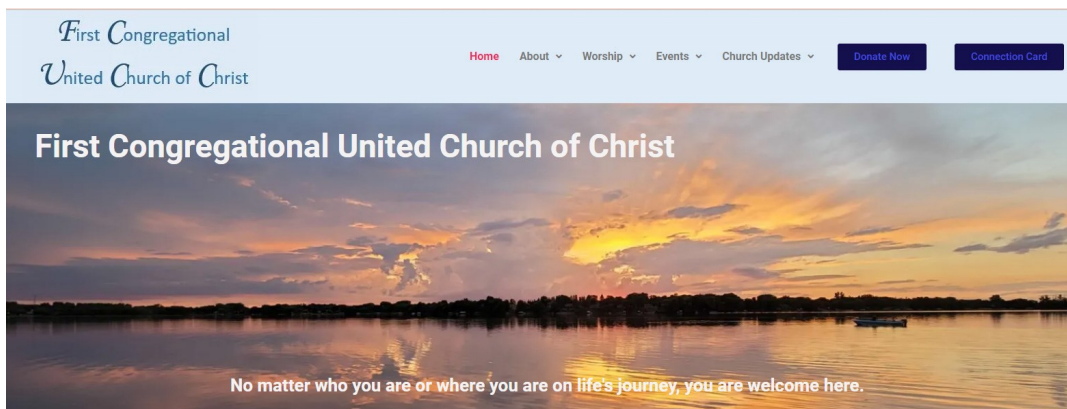 First Congregational
United Church of Christ
Home About Worship Events Church Updates Donate Now Connection Card
First Congregational United Church of Christ
No matter who you are or where you are on life's journey, you are welcome here.